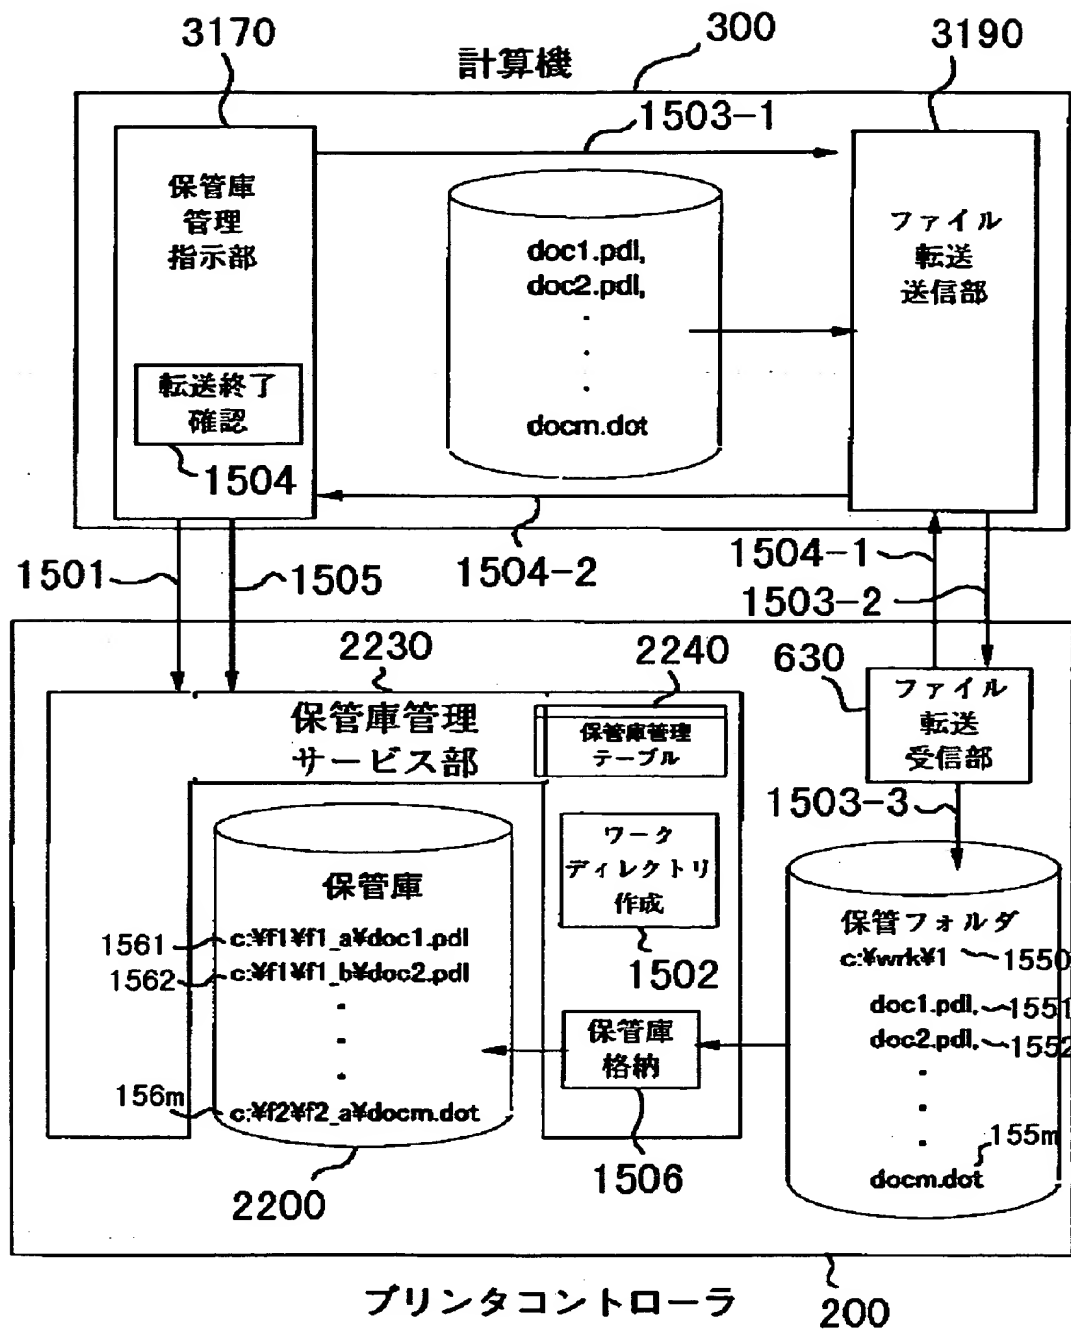 3170
300
3190
計算機
1503-1
保管庫
管理
指示部
ファイル
転送
送信部
doc1.pdl,
doc2.pdl,
docm.dot
転送終了
確認
1504
1501
1505
1504-2
1504-1
1503-2
2230
2240
630
保管庫管理
サービス部
保管庫管理
テーブル
ファイル
転送
受信部
1503-3
ワータ
ディレクトリ
作成
1502
保管庫
1561
c:¥f1¥f1_a¥doc1.pdl
1562
c:¥f1¥f1_b¥doc2.pdl
156m
c:¥f2¥f2_a¥docm.dot
2200
保管庫
格納
1506
保管フォルダ
c:¥wrk¥1
1550
doc1.pdl,
1551
doc2.pdl,
1552
155m
docm.dot
プリンタコントローラ
200